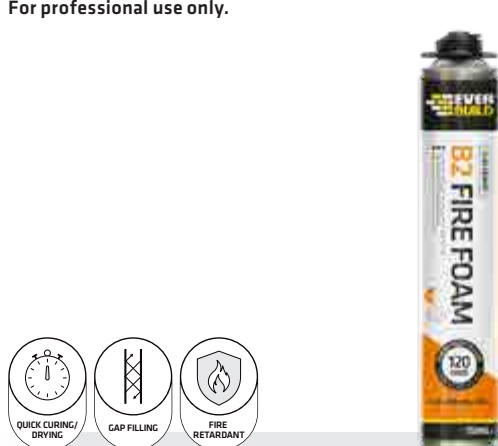 For professional use only.
EVER
BUILD
B2 FIRE FOAM
120
QUICK CURING/
DRYING
GAP FILLING
FIRE
RETARDANT